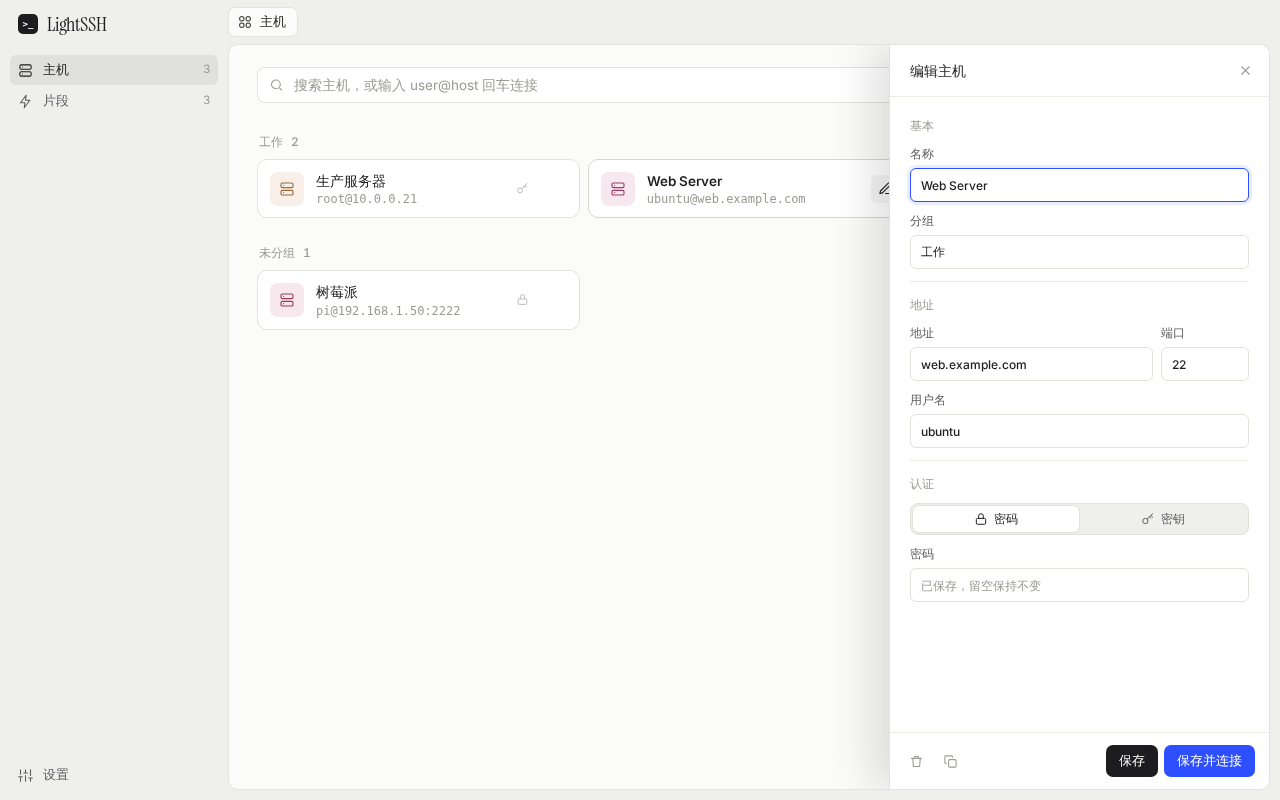 >_ LightSSH
主机 3
片段 3
设置
主机
搜索主机，或输入 user@host 回车连接
工作 2
生产服务器
root@10.0.0.21
Web Server
ubuntu@web.example.com
未分组 1
树莓派
pi@192.168.1.50:2222
编辑主机
基本
名称
Web Server
分组
工作
地址
地址 端口
web.example.com 22
用户名
ubuntu
认证
密码 密钥
密码
已保存，留空保持不变
保存 保存并连接